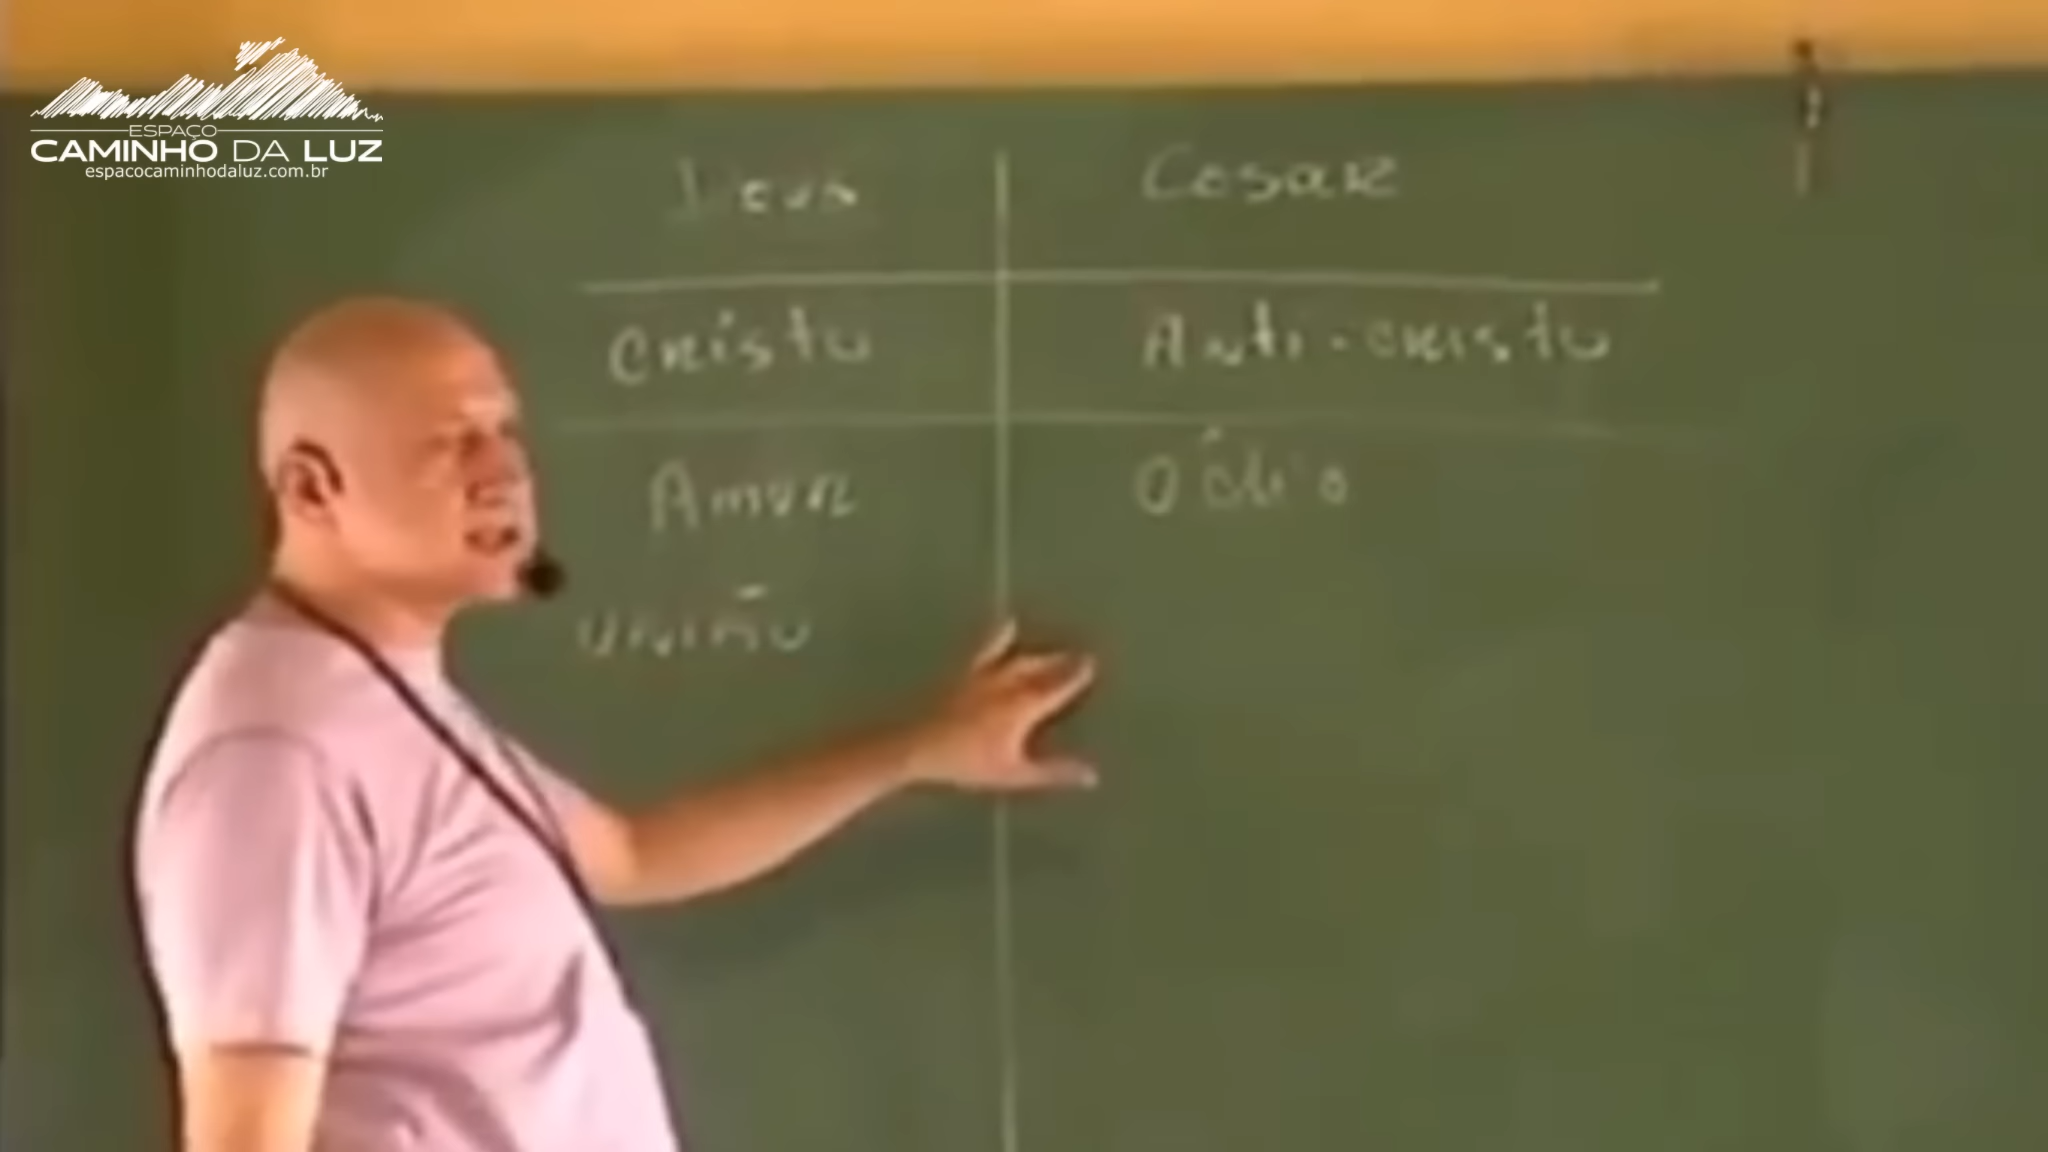 ESPAÇO
CAMINHO DA LUZ
espacocaminhodaluz.com.br
Deus Cesar
Cristo Anti-cristo
Amor Ódio
União